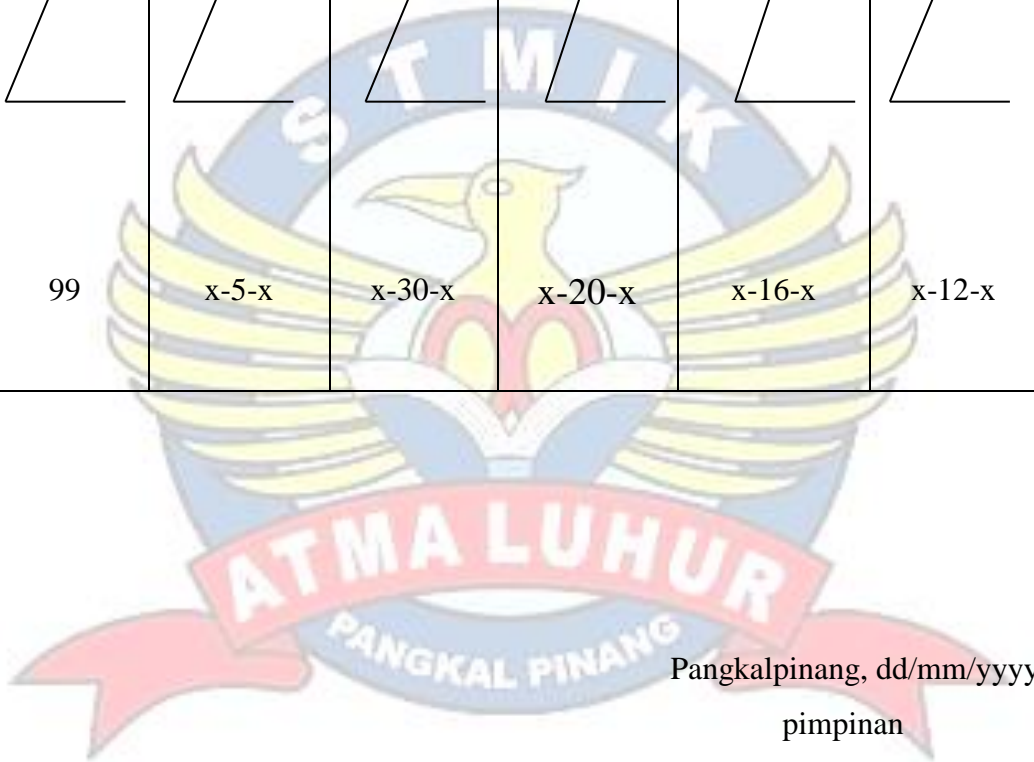 STMIK
99 x-5-x x-30-x x-20-x x-16-x x-12-x
ATMA LUHUR
PANGKAL PINANG
Pangkalpinang, dd/mm/yyyy
pimpinan